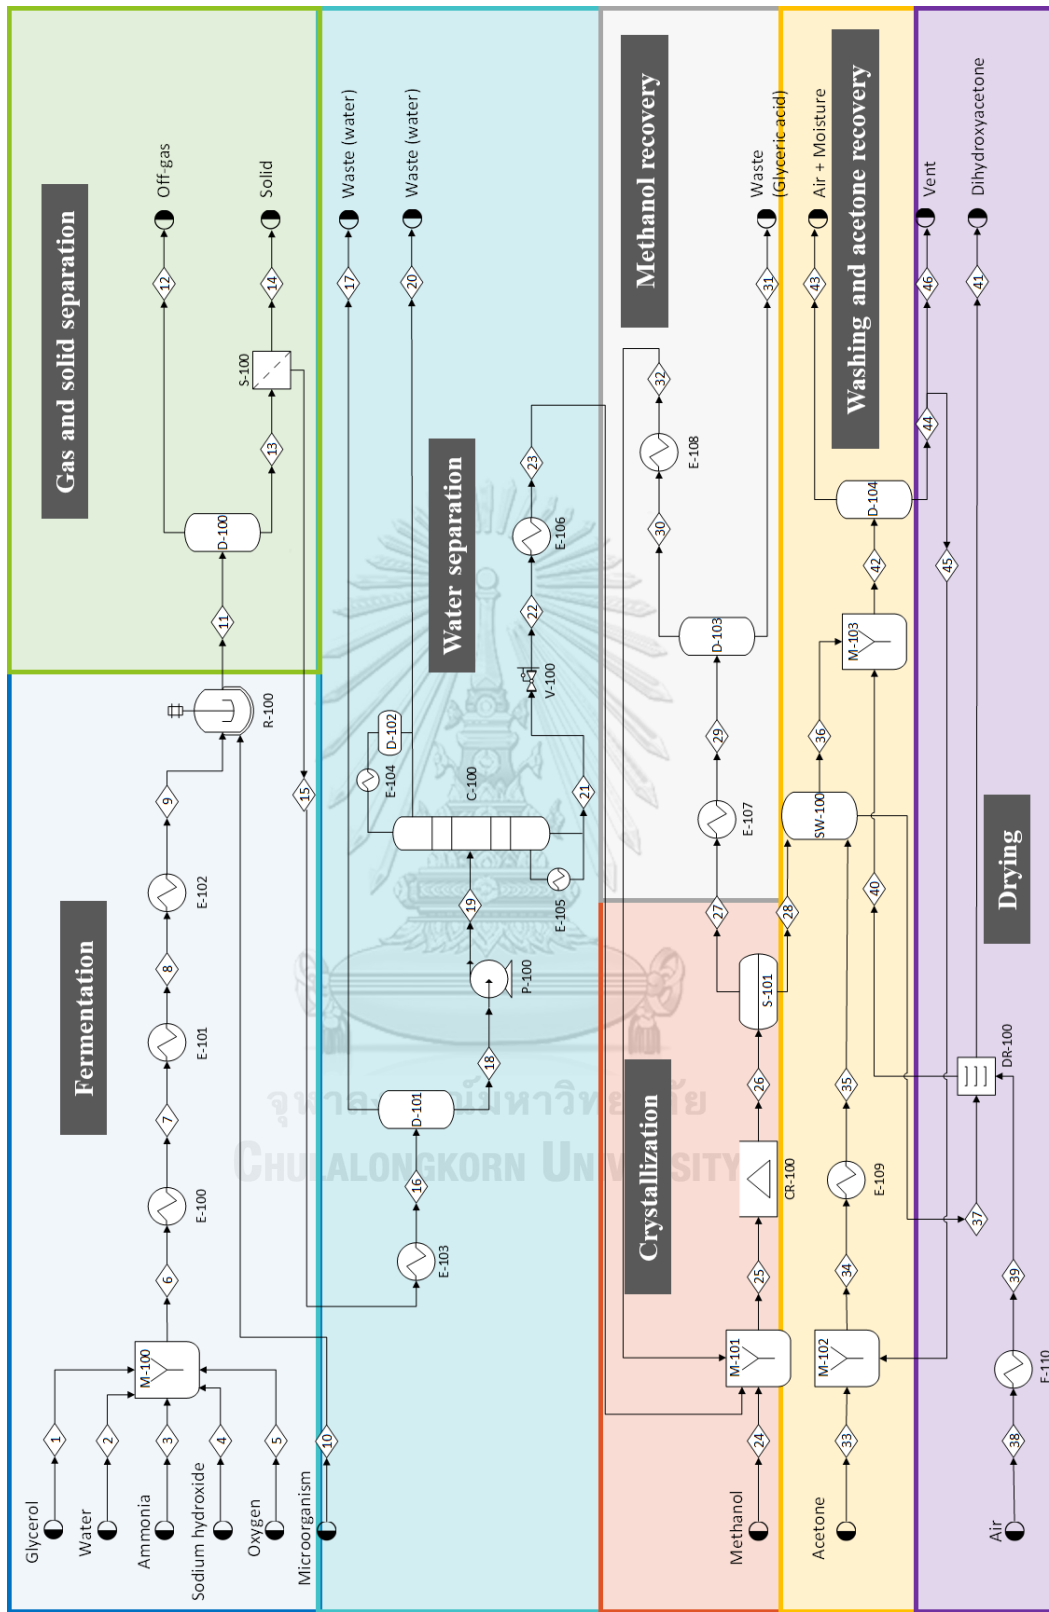 Fermentation
Glycerol
1
Water
2
Ammonia
3
Sodium hydroxide
4
Oxygen
5
Microorganism
10
M-100
6
E-100
7
E-101
8
E-102
9
R-100
15
Gas and solid separation
11
D-100
12
Off-gas
13
S-100
14
Solid
Water separation
E-103
16
D-101
17
Waste (water)
18
P-100
19
C-100
E-104
D-102
20
Waste (water)
E-105
21
V-100
22
E-106
23
จุฬาลงกรณ์มหาวิทยาลัย
CHULALONGKORN UNIVERSITY
Crystallization
Methanol
24
M-101
25
CR-100
26
S-101
27
28
Methanol recovery
E-107
29
D-103
30
E-108
32
31
Waste
(Glyceric acid)
Washing and acetone recovery
Acetone
33
M-102
34
E-109
35
SW-100
36
M-103
40
42
D-104
43
Air + Moisture
44
46
Vent
45
Drying
Air
38
E-110
39
37
DR-100
41
Dihydroxyacetone